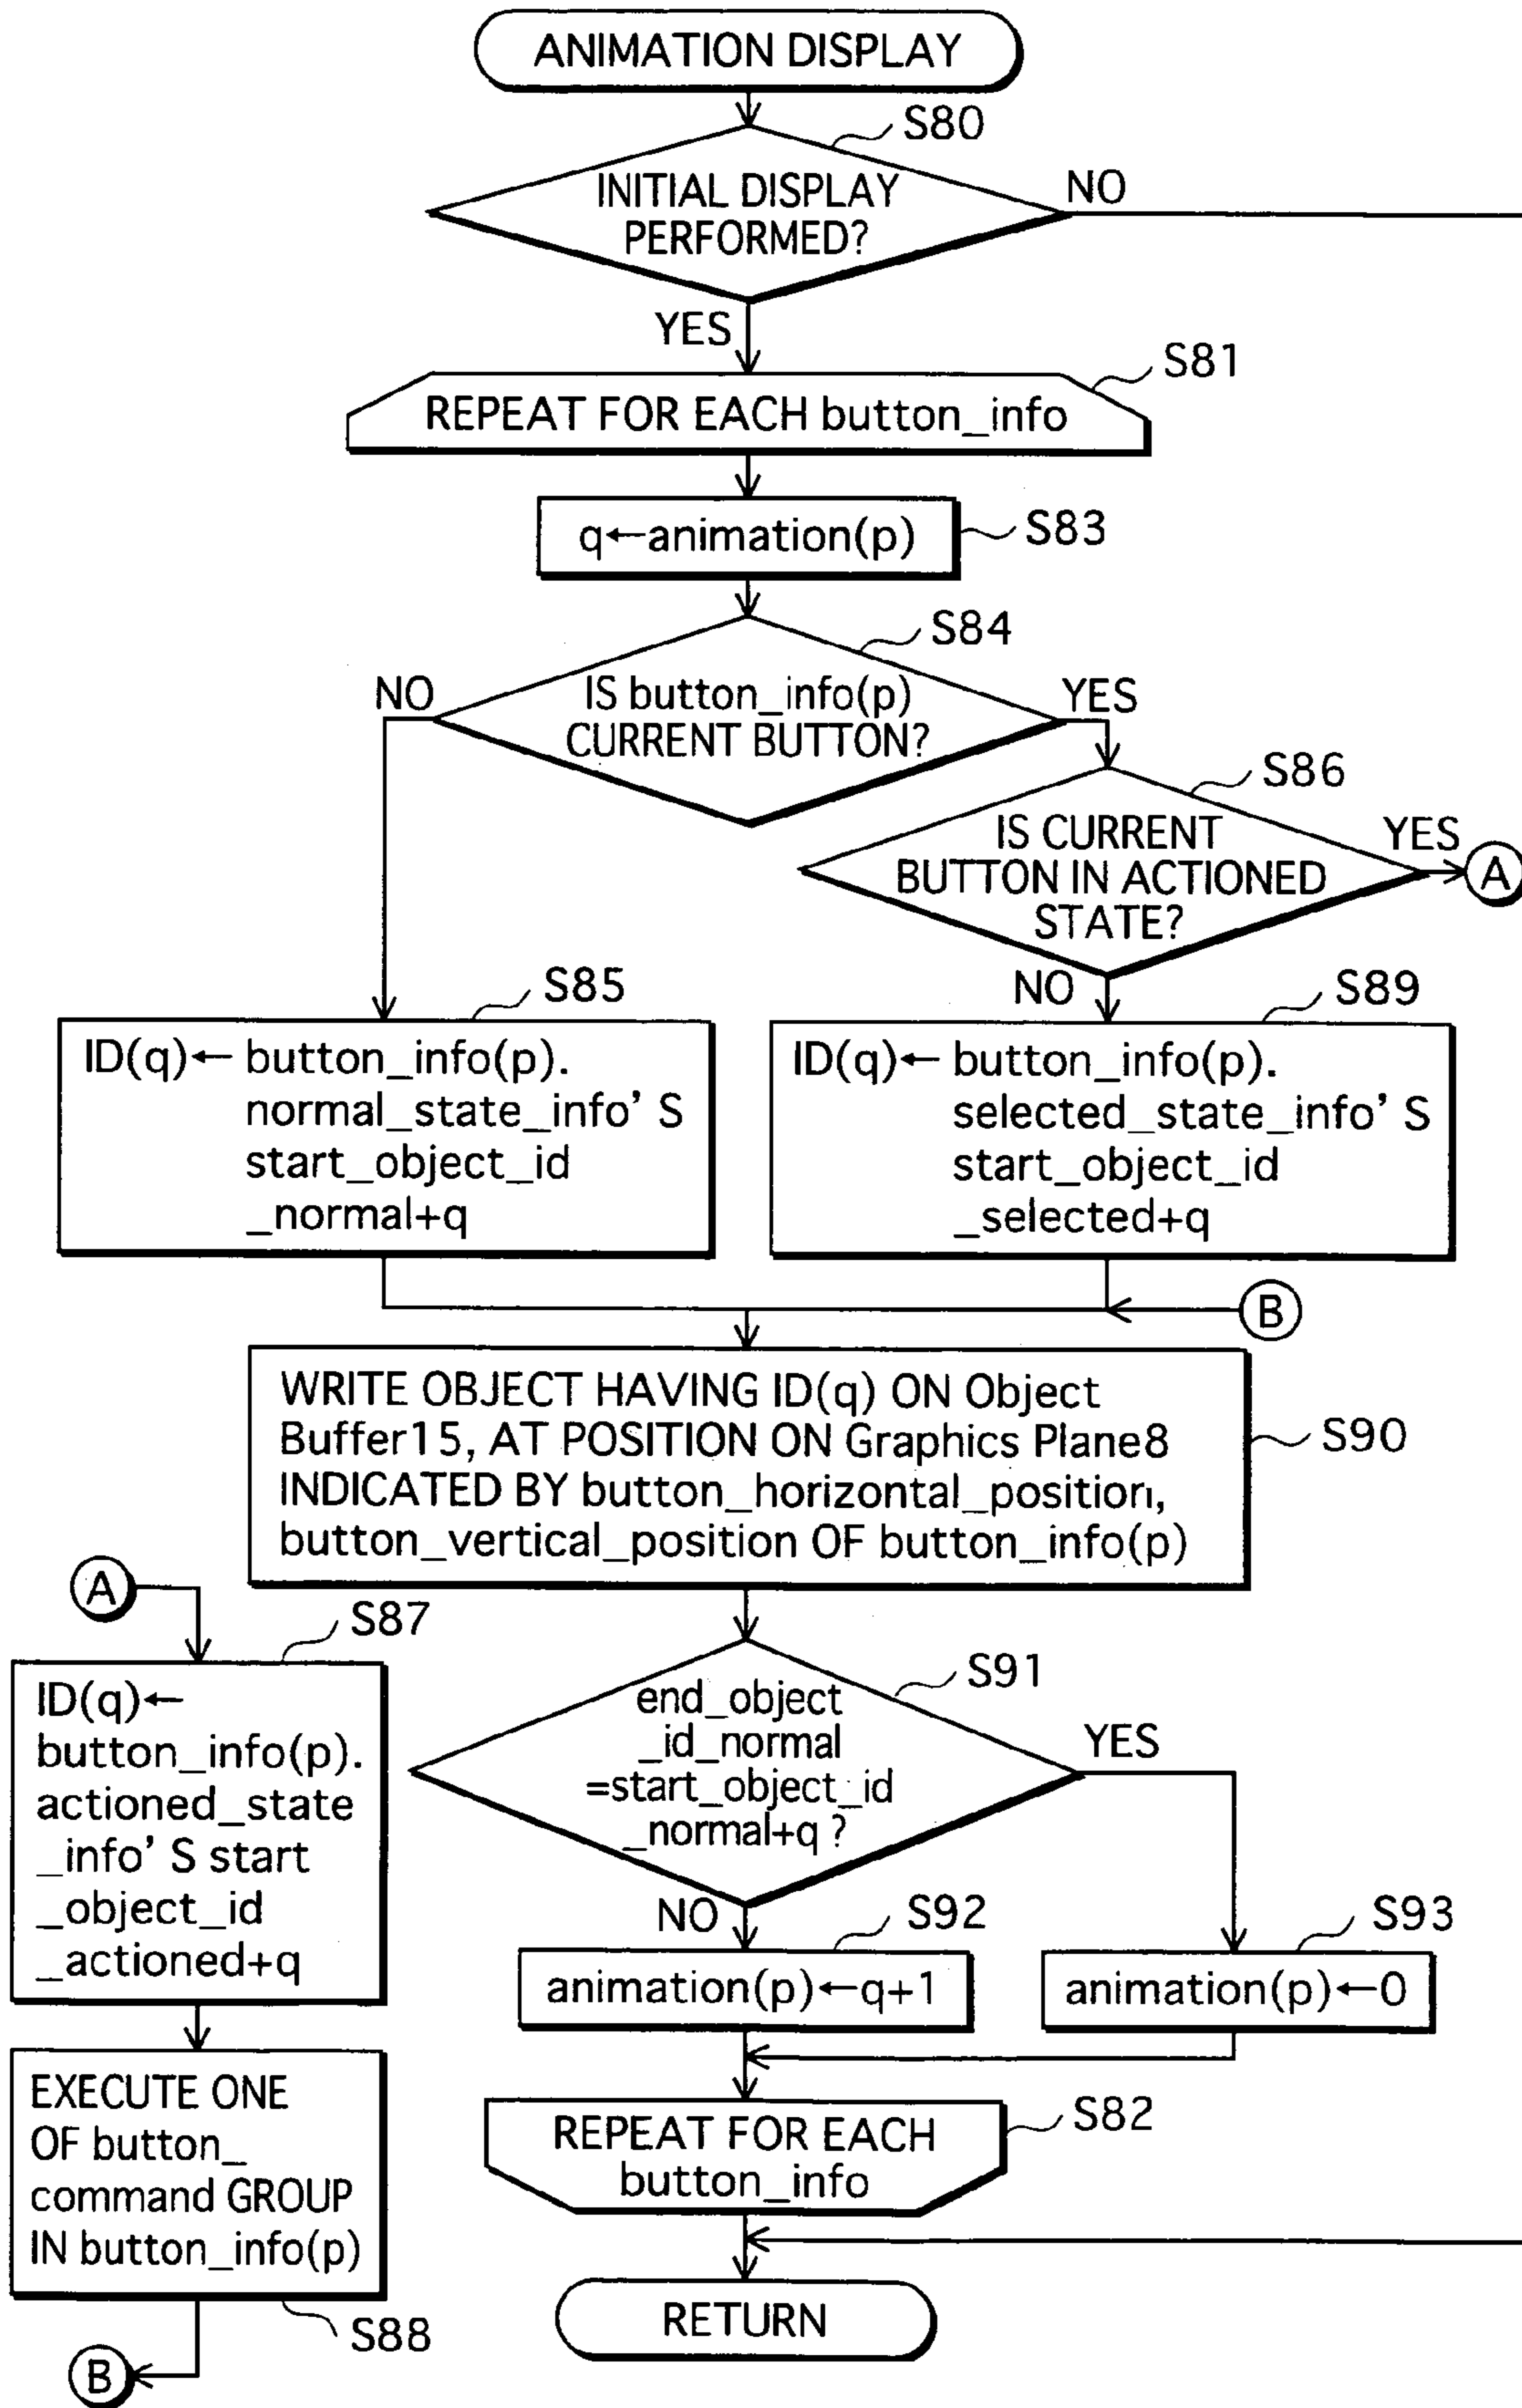 ANIMATION DISPLAY
S80
INITIAL DISPLAY
PERFORMED?
NO
YES
S81
REPEAT FOR EACH button_info
S83
q←animation(p)
S84
IS button_info(p)
CURRENT BUTTON?
NO
YES
S86
IS CURRENT
BUTTON IN ACTIONED
STATE?
YES
A
NO
S85
ID(q)← button_info(p).
normal_state_info' S
start_object_id
_normal+q
S89
ID(q)← button_info(p).
selected_state_info' S
start_object_id
_selected+q
B
WRITE OBJECT HAVING ID(q) ON Object
Buffer15, AT POSITION ON Graphics Plane8
INDICATED BY button_horizontal_position,
button_vertical_position OF button_info(p)
S90
A
S87
ID(q)←
button_info(p).
actioned_state
_info' S start
_object_id
_actioned+q
EXECUTE ONE
OF button_
command GROUP
IN button_info(p)
S88
B
S91
end_object
_id_normal
=start_object_id
_normal+q ?
YES
NO
S92
animation(p)←q+1
S93
animation(p)←0
S82
REPEAT FOR EACH
button_info
RETURN